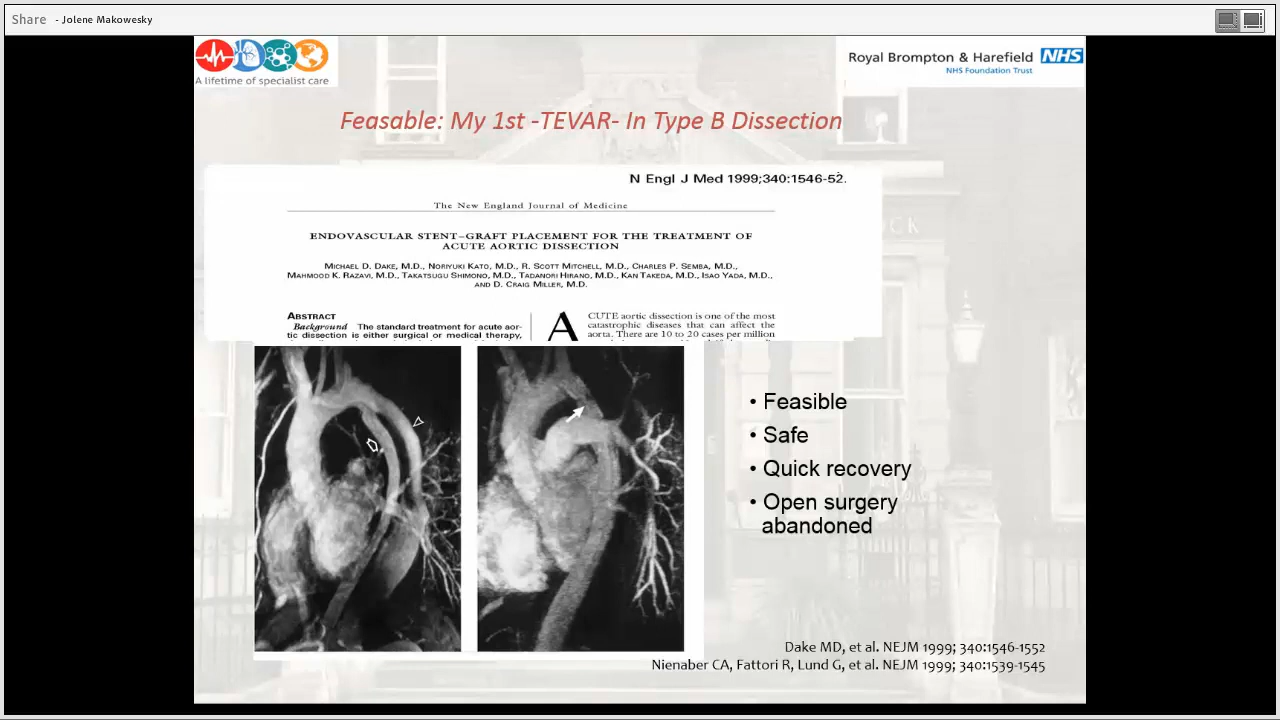 Share - Jolene Makowesky
A lifetime of specialist care
Royal Brompton & Harefield NHS
NHS Foundation Trust
Feasable: My 1st -TEVAR- In Type B Dissection
N Engl J Med 1999;340:1546-52.
The New England Journal of Medicine
ENDOVASCULAR STENT–GRAFT PLACEMENT FOR THE TREATMENT OF
ACUTE AORTIC DISSECTION
MICHAEL D. DAKE, M.D., NORIYUKI KATO, M.D., R. SCOTT MITCHELL, M.D., CHARLES P. SEMBA, M.D.,
MAHMOOD K. RAZAVI, M.D., TAKATSUGU SHIMONO, M.D., TADANORI HIRANO, M.D., KAN TAKEDA, M.D., ISAO YADA, M.D.,
AND D. CRAIG MILLER, M.D.
ABSTRACT
Background The standard treatment for acute aor-
tic dissection is either surgical or medical therapy,
ACUTE aortic dissection is one of the most
catastrophic diseases that can affect the
aorta. There are 10 to 20 cases per million
• Feasible
• Safe
• Quick recovery
• Open surgery
abandoned
Dake MD, et al. NEJM 1999; 340:1546-1552
Nienaber CA, Fattori R, Lund G, et al. NEJM 1999; 340:1539-1545